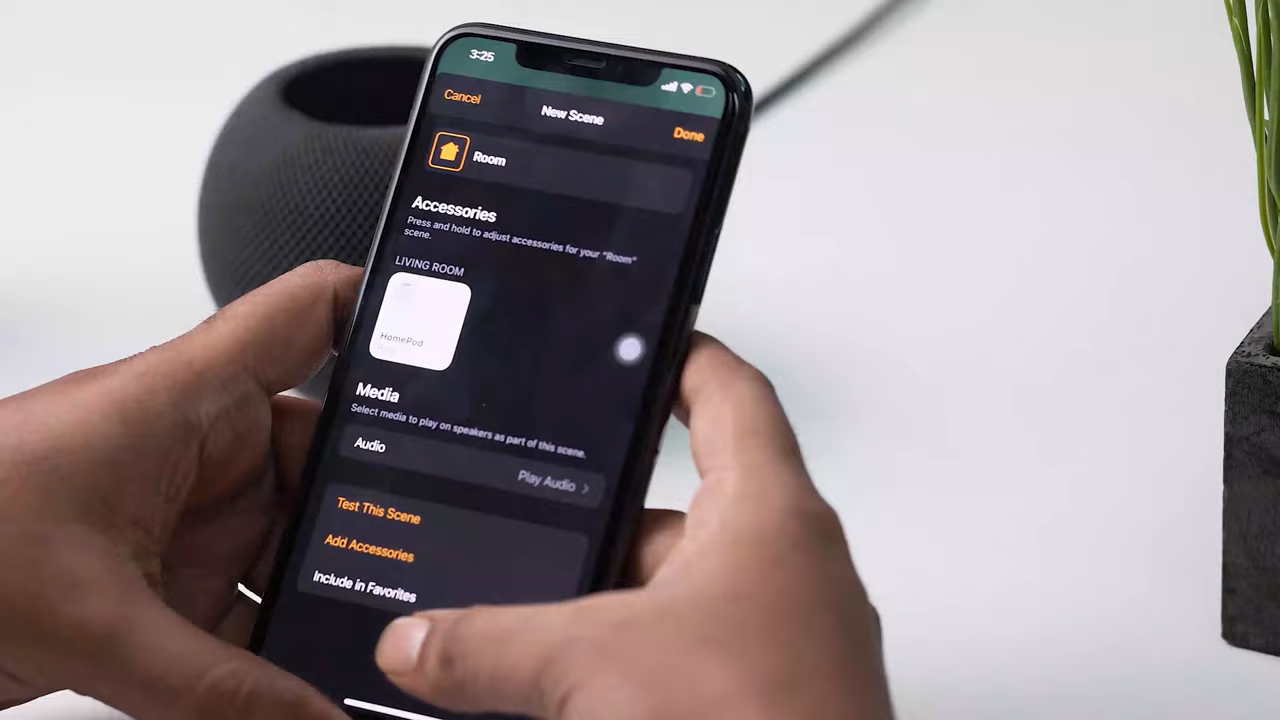 3:25
Cancel
New Scene
Done
Room
Accessories
Press and hold to adjust accessories for your "Room"
scene.
LIVING ROOM
HomePod
Media
Select media to play on speakers as part of this scene.
Audio
Play Audio
Test This Scene
Add Accessories
Include in Favorites